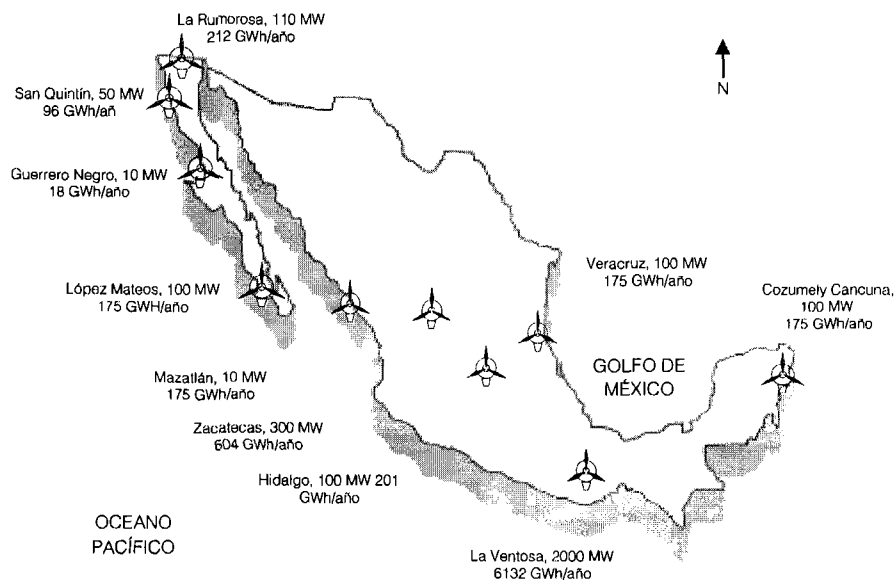 La Rumorosa, 110 MW
212 GWh/año
N
San Quintín, 50 MW
96 GWh/añ
Guerrero Negro, 10 MW
18 GWh/año
López Mateos, 100 MW
175 GWH/año
Veracruz, 100 MW
175 GWh/año
Cozumely Cancuna,
100 MW
175 GWh/año
GOLFO DE
MÉXICO
Mazatlán, 10 MW
175 GWh/año
Zacatecas, 300 MW
604 GWh/año
Hidalgo, 100 MW 201
GWh/año
OCEANO
PACÍFICO
La Ventosa, 2000 MW
6132 GWh/año